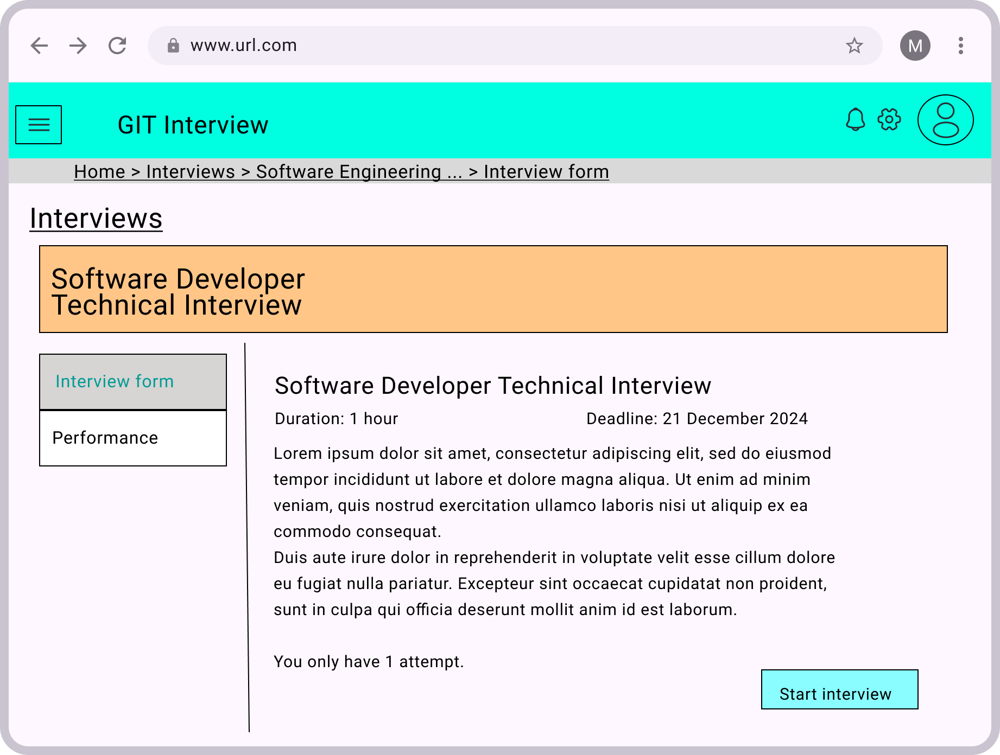 www.url.com
M
GIT Interview
Home > Interviews > Software Engineering ... > Interview form
Interviews
Software Developer
Technical Interview
Interview form
Performance
Software Developer Technical Interview
Duration: 1 hour
Deadline: 21 December 2024
Lorem ipsum dolor sit amet, consectetur adipiscing elit, sed do eiusmod
tempor incididunt ut labore et dolore magna aliqua. Ut enim ad minim
veniam, quis nostrud exercitation ullamco laboris nisi ut aliquip ex ea
commodo consequat.
Duis aute irure dolor in reprehenderit in voluptate velit esse cillum dolore
eu fugiat nulla pariatur. Excepteur sint occaecat cupidatat non proident,
sunt in culpa qui officia deserunt mollit anim id est laborum.
You only have 1 attempt.
Start interview